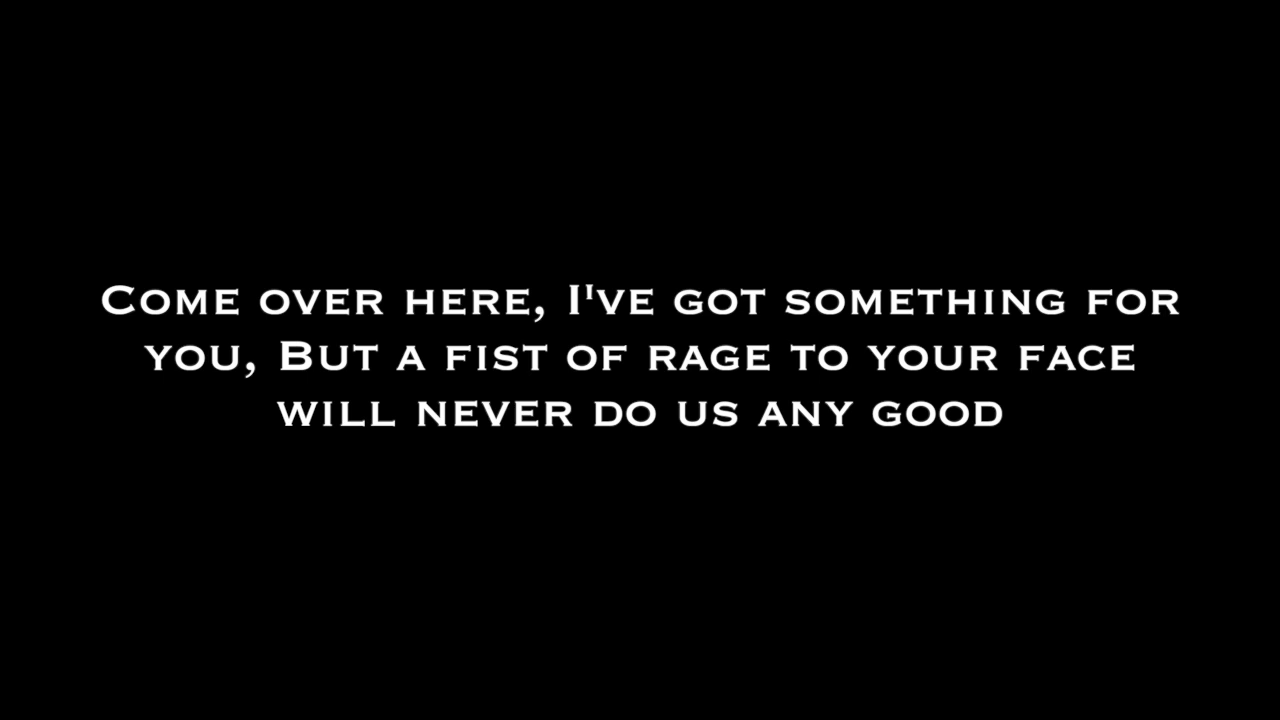 Come over here, I've got something for
you, But a fist of rage to your face
will never do us any good